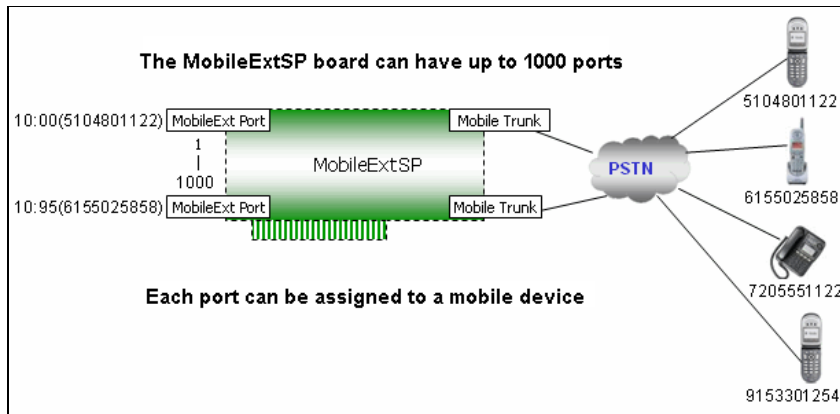 The MobileExtSP board can have up to 1000 ports
10:00(5104801122)
MobileExt Port
Mobile Trunk
1
|
1000
MobileExtSP
10:95(6155025858)
MobileExt Port
Mobile Trunk
Each port can be assigned to a mobile device
PSTN
5104801122
6155025858
7205551122
9153301254